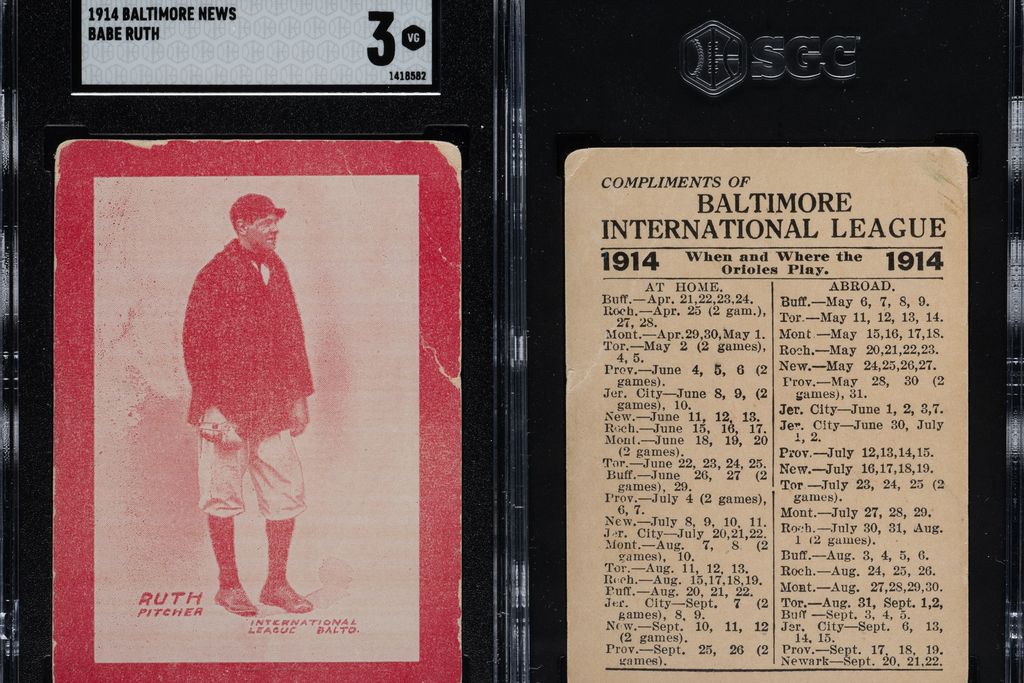 1914 BALTIMORE NEWS
BABE RUTH
3 VG
1418582
RUTH
PITCHER
INTERNATIONAL
LEAGUE BALTO.
SGC
COMPLIMENTS OF
BALTIMORE
INTERNATIONAL LEAGUE
1914 When and Where the Orioles Play. 1914
AT HOME.
Buff.—Apr. 21,22,23,24.
Roch.—Apr. 25 (2 gam.),
27, 28.
Mont.—Apr.29,30,May 1.
Tor.—May 2 (2 games),
4, 5.
Prov.—June 4, 5, 6 (2
games).
Jer. City—June 8, 9, (2
games), 10.
New.—June 11, 12, 13.
Roch.—June 15, 16, 17.
Mont.—June 18, 19, 20
(2 games).
Tor.—June 22, 23, 24, 25.
Buff.—June 26, 27 (2
games), 29.
Prov.—July 4 (2 games),
6, 7.
New.—July 8, 9, 10, 11.
Jer. City—July 20,21,22.
Mont.—Aug. 7, 8 (2
games), 10.
Tor.—Aug. 11, 12, 13.
Roch.—Aug. 15,17,18,19.
Buff.—Aug. 20, 21, 22.
Jer. City—Sept. 7 (2
games), 8, 9.
New.—Sept. 10, 11, 12
(2 games).
Prov.—Sept. 25, 26 (2
games).
ABROAD.
Buff.—May 6, 7, 8, 9.
Tor.—May 11, 12, 13, 14.
Mont.—May 15,16, 17,18.
Roch.—May 20,21,22,23.
New.—May 24,25,26,27.
Prov.—May 28, 30 (2
games), 31.
Jer. City—June 1, 2, 3,7.
Jer. City—June 30, July
1, 2.
Prov.—July 12,13,14,15.
New.—July 16,17,18,19.
Tor.—July 23, 24, 25 (2
games).
Mont.—July 27, 28, 29.
Roch.—July 30, 31, Aug.
1 (2 games).
Buff.—Aug. 3, 4, 5, 6.
Roch.—Aug. 24, 25, 26.
Mont.—Aug. 27,28,29,30.
Tor.—Aug. 31, Sept. 1,2,
Buff—Sept. 3, 4, 5.
Jer. City—Sept. 6, 13,
14, 15.
Prov.—Sept. 17, 18, 19.
Newark—Sept. 20, 21,22.